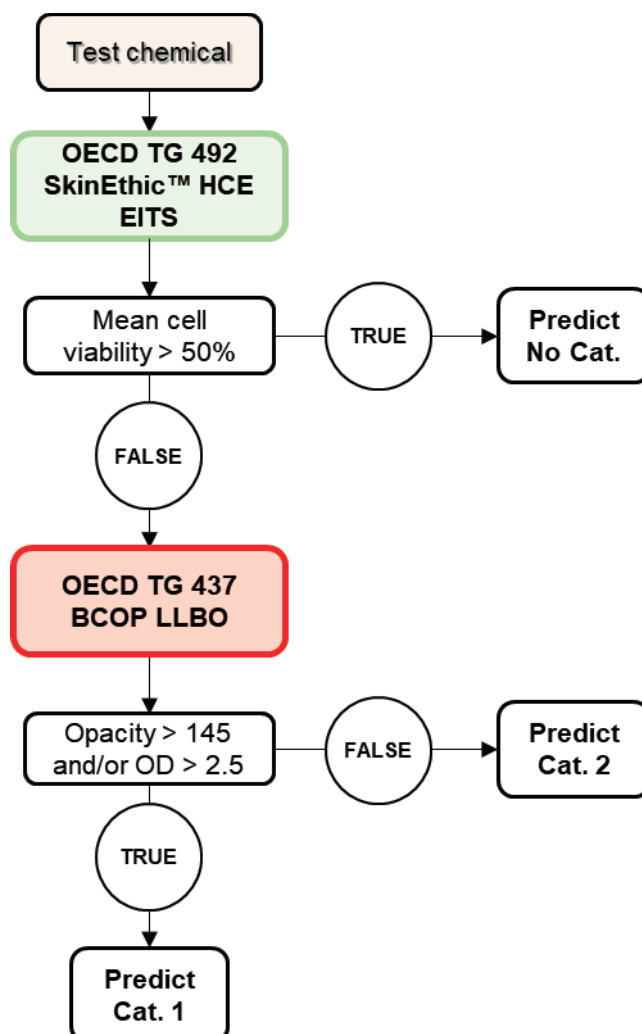 Test chemical
OECD TG 492
SkinEthic™ HCE
EITS
Mean cell
viability > 50%
TRUE
Predict
No Cat.
FALSE
OECD TG 437
BCOP LLBO
Opacity > 145
and/or OD > 2.5
FALSE
Predict
Cat. 2
TRUE
Predict
Cat. 1